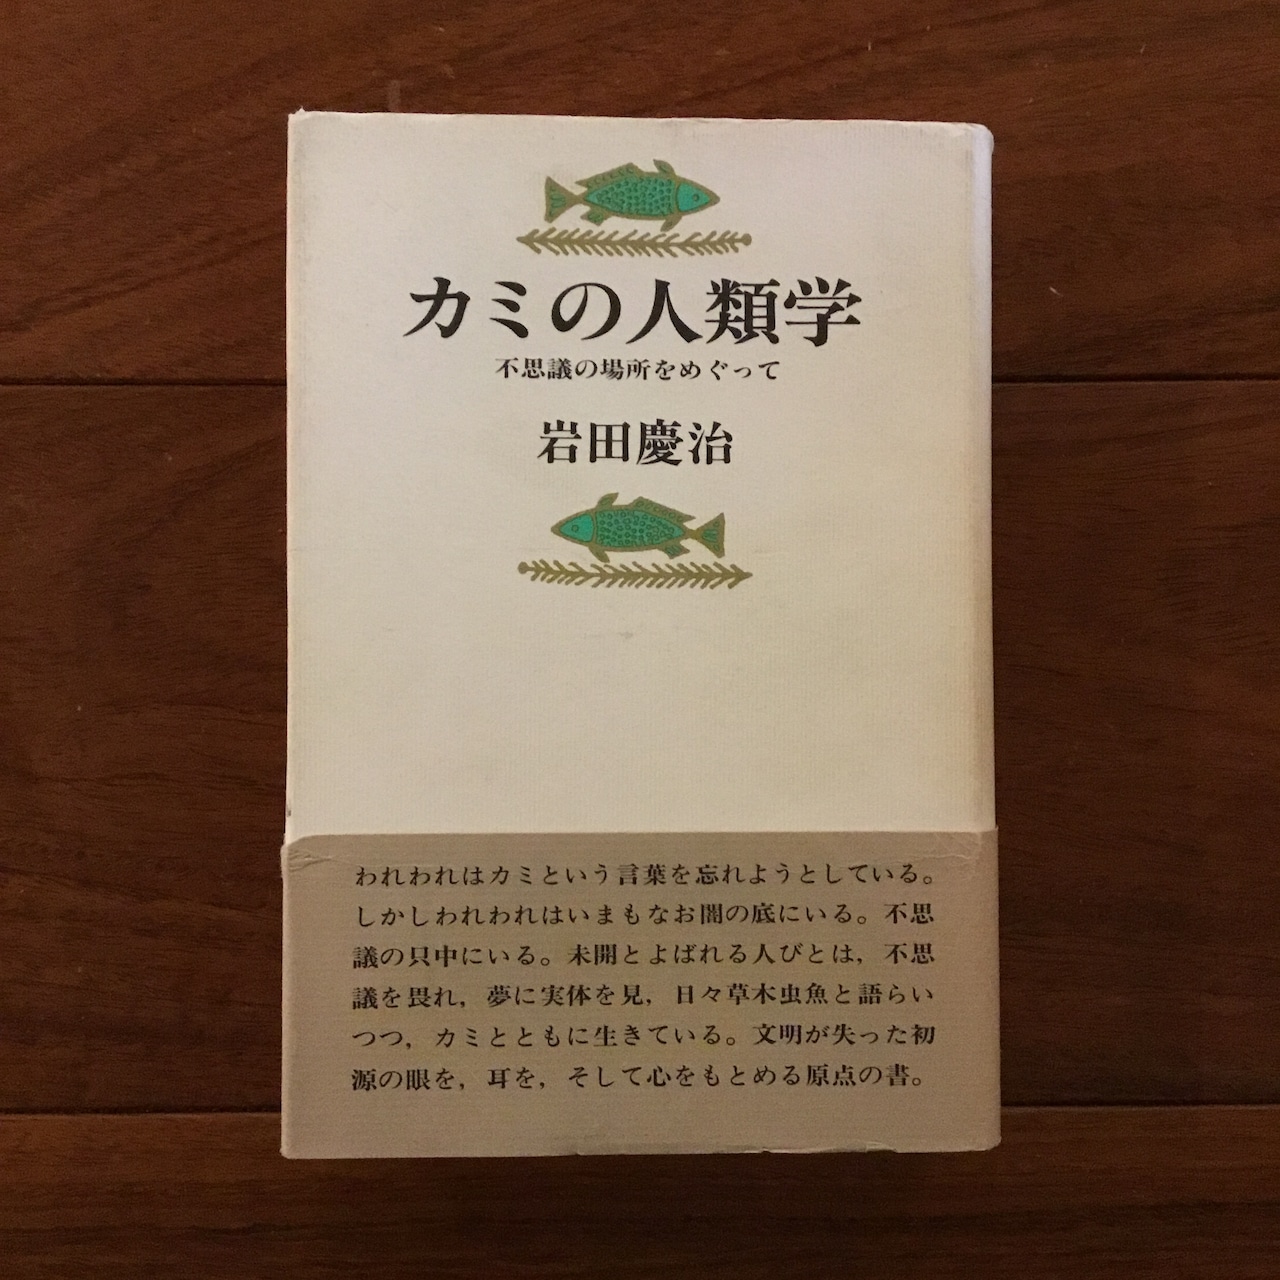 カミの人類学
不思議の場所をめぐって
岩田慶治
われわれはカミという言葉を忘れようとしている。
しかしわれわれはいまもなお闇の底にいる。不思
議の只中にいる。未開とよばれる人びとは，不思
議を畏れ，夢に実体を見，日々草木虫魚と語らい
つつ，カミとともに生きている。文明が失った初
源の眼を，耳を，そして心をもとめる原点の書。